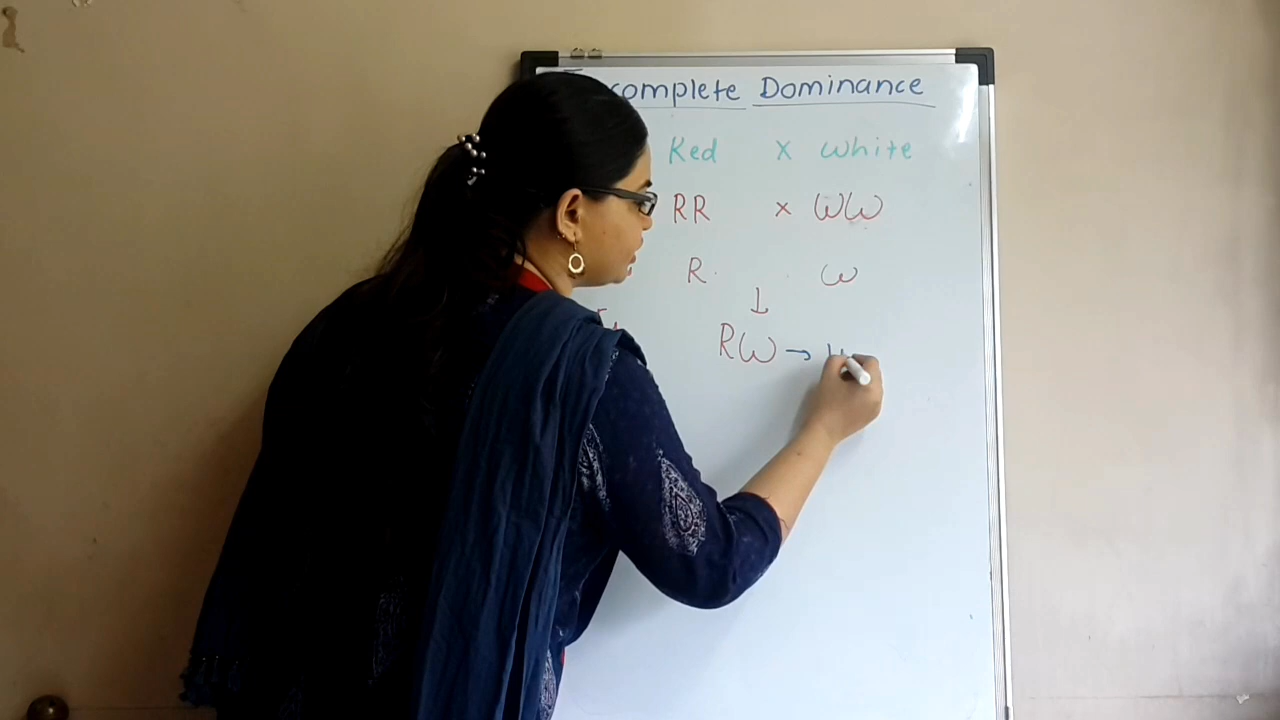 complete Dominance
Red X White
RR x WW
R W
RW →